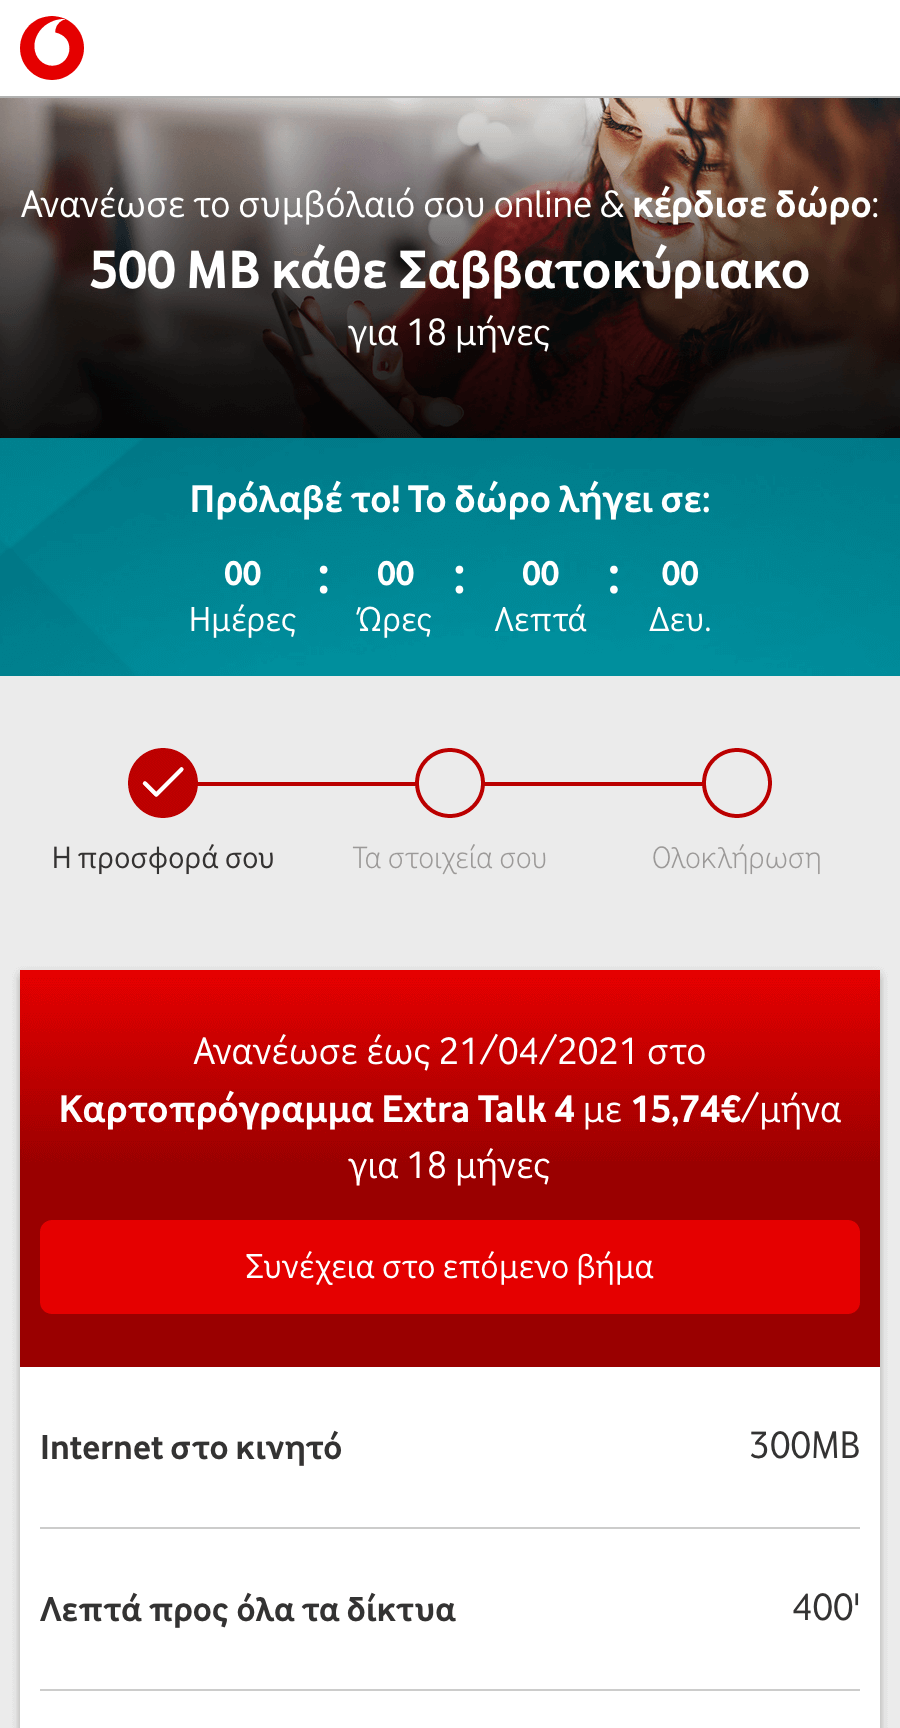 Ανανέωσε το συμβόλαιό σου online & κέρδισε δώρο:
500 MB κάθε Σαββατοκύριακο
για 18 μήνες
Πρόλαβέ το! Το δώρο λήγει σε:
00 : 00 : 00 : 00
Ημέρες Ώρες Λεπτά Δευ.
Η προσφορά σου Τα στοιχεία σου Ολοκλήρωση
Ανανέωσε έως 21/04/2021 στο
Καρτοπρόγραμμα Extra Talk 4 με 15,74€/μήνα
για 18 μήνες
Συνέχεια στο επόμενο βήμα
Internet στο κινητό 300MB
Λεπτά προς όλα τα δίκτυα 400'